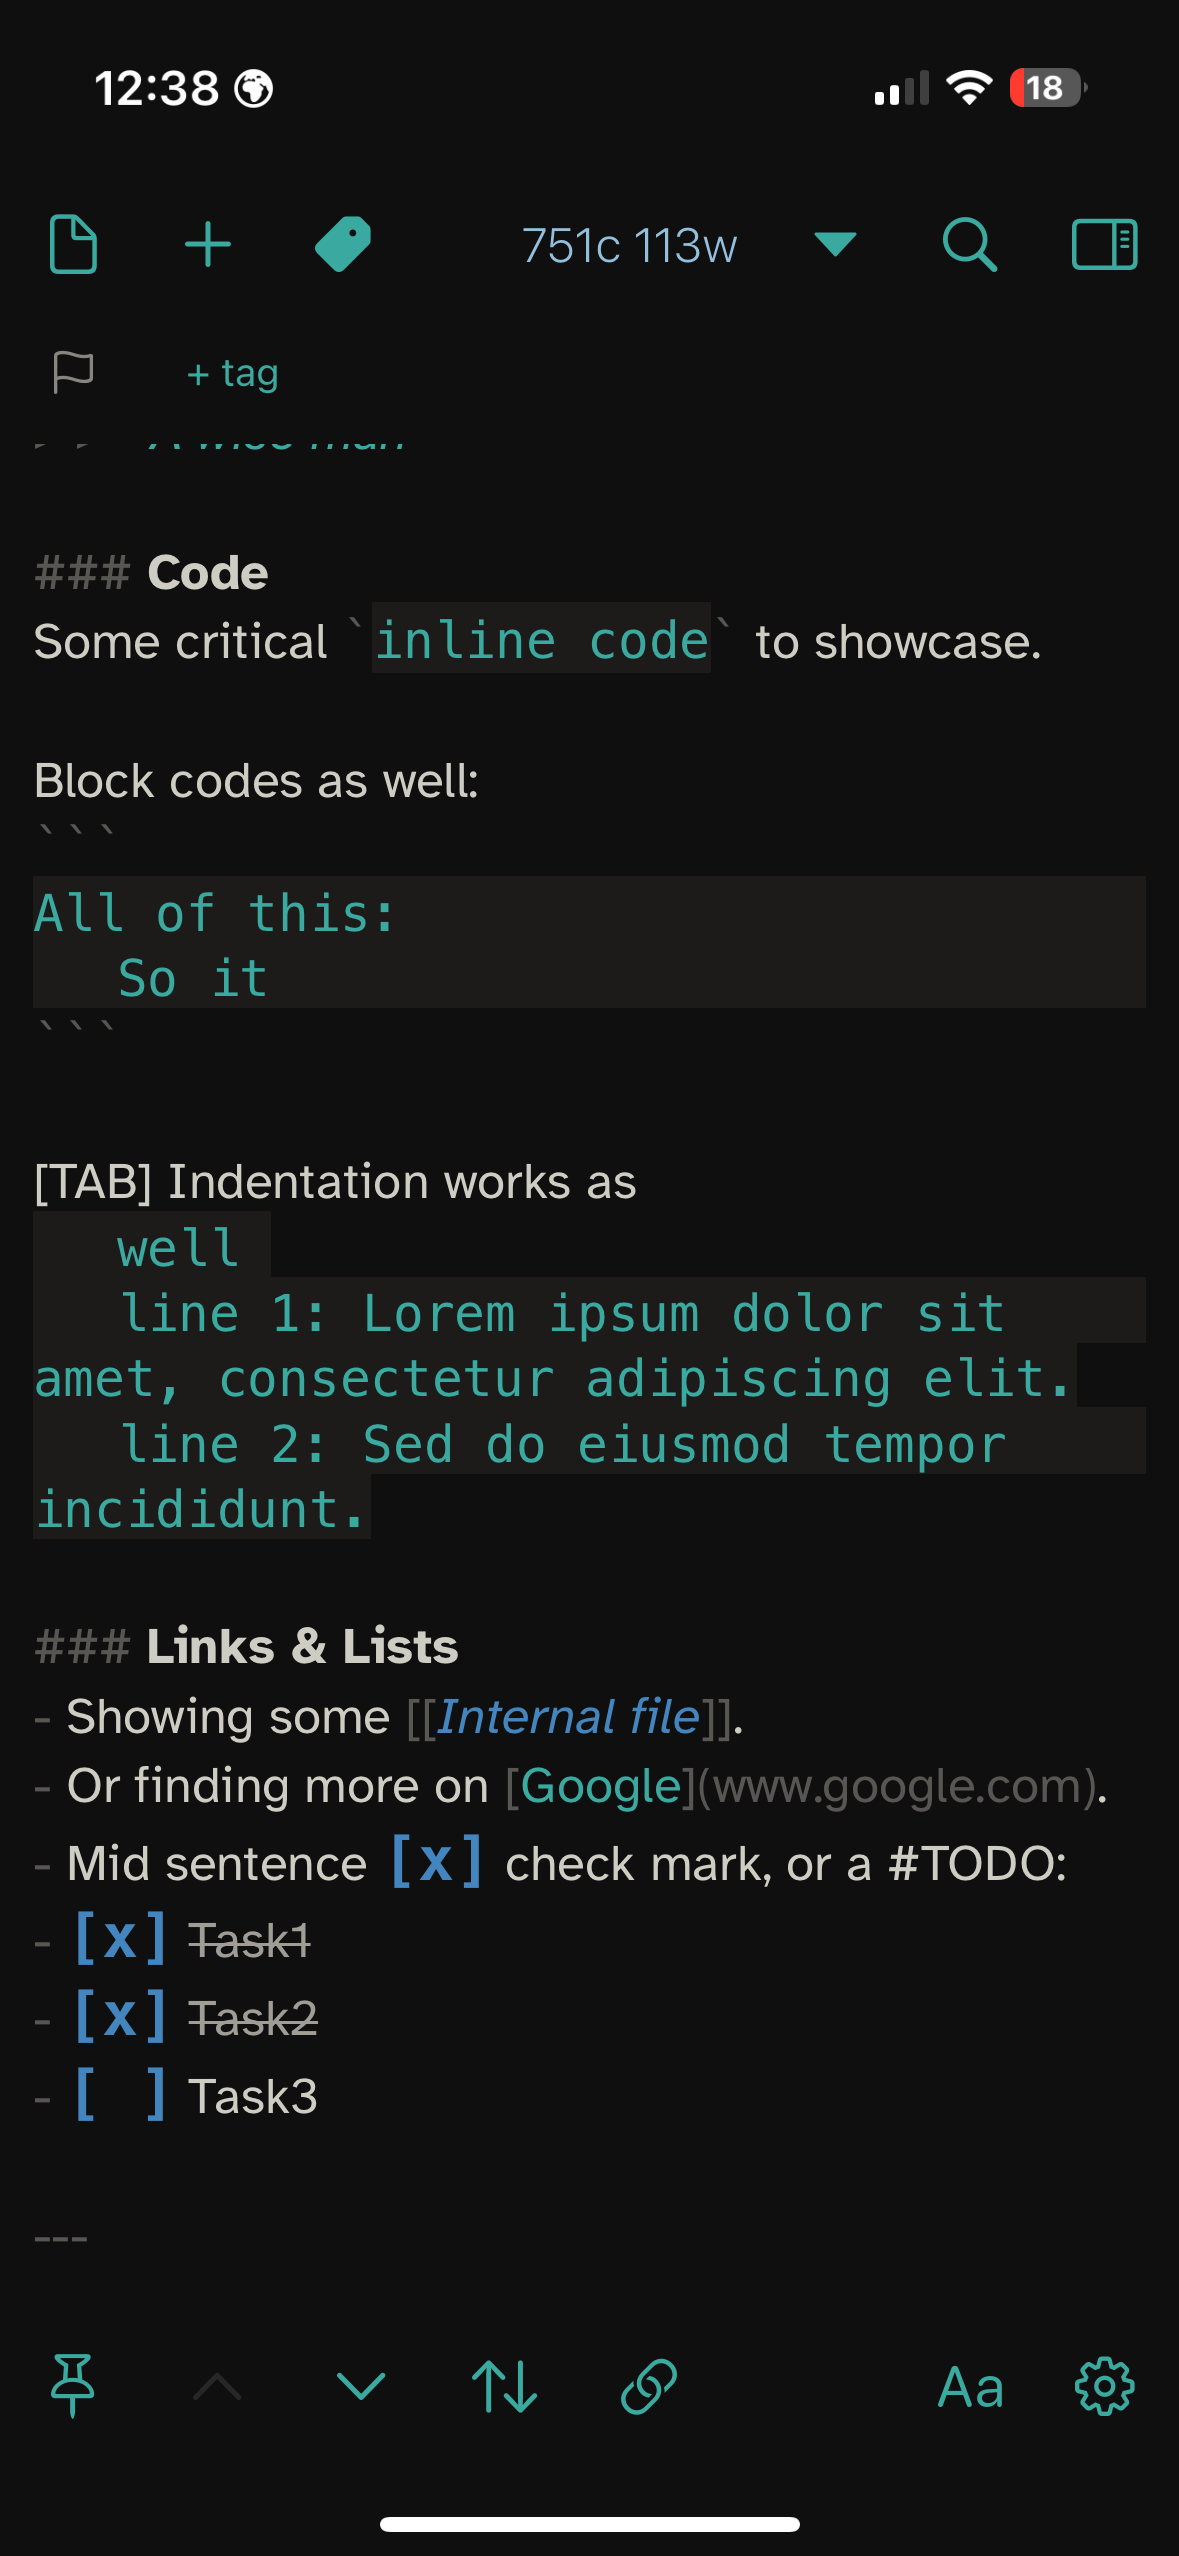 12:38
18
751c 113w
+ tag
### Code
Some critical `inline code` to showcase.
Block codes as well:
```
All of this:
   So it
```
[TAB] Indentation works as
   well
   line 1: Lorem ipsum dolor sit
amet, consectetur adipiscing elit.
   line 2: Sed do eiusmod tempor
incididunt.
### Links & Lists
- Showing some [[Internal file]].
- Or finding more on [Google](www.google.com).
- Mid sentence [x] check mark, or a #TODO:
- [x] Task1
- [x] Task2
- [ ] Task3
---
Aa